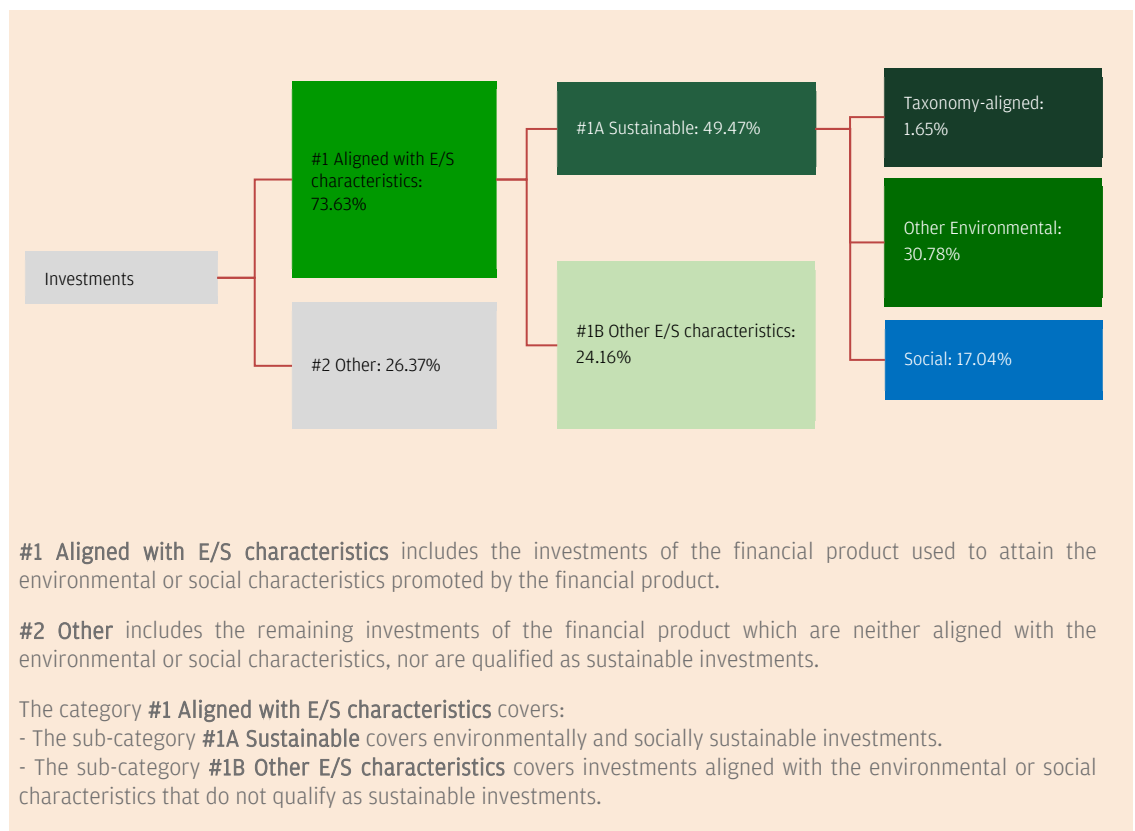 Investments
#1 Aligned with E/S
characteristics:
73.63%
#2 Other: 26.37%
#1A Sustainable: 49.47%
#1B Other E/S characteristics:
24.16%
Taxonomy-aligned:
1.65%
Other Environmental:
30.78%
Social: 17.04%
#1 Aligned with E/S characteristics includes the investments of the financial product used to attain the
environmental or social characteristics promoted by the financial product.
#2 Other includes the remaining investments of the financial product which are neither aligned with the
environmental or social characteristics, nor are qualified as sustainable investments.
The category #1 Aligned with E/S characteristics covers:
- The sub-category #1A Sustainable covers environmentally and socially sustainable investments.
- The sub-category #1B Other E/S characteristics covers investments aligned with the environmental or social
characteristics that do not qualify as sustainable investments.